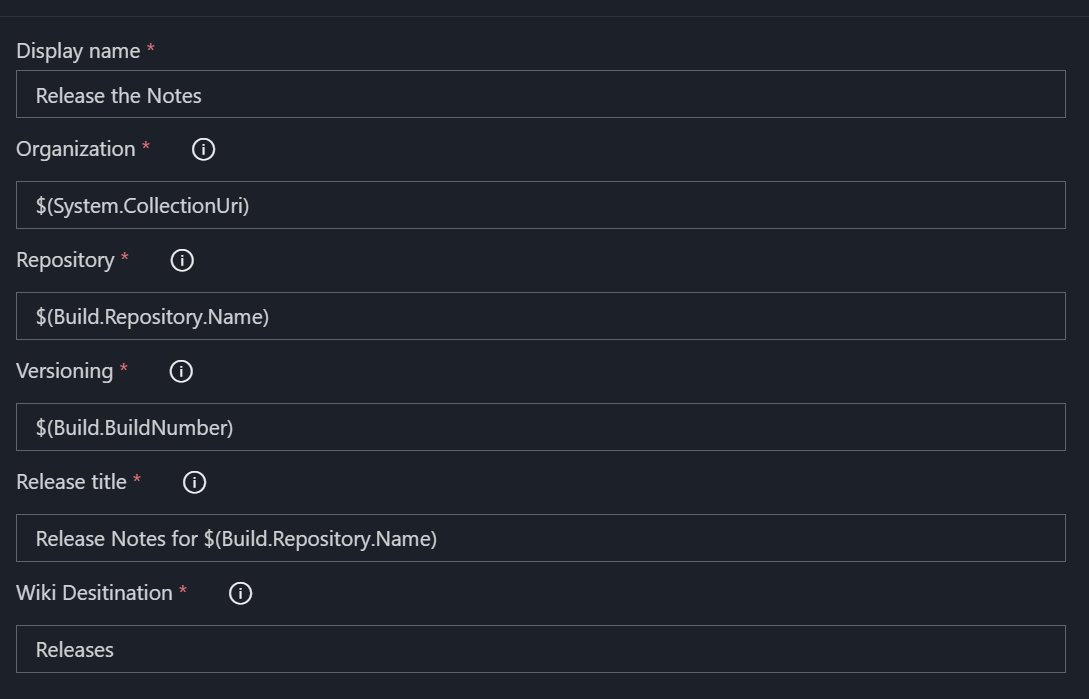 Display name *
Release the Notes
Organization *
$(System.CollectionUri)
Repository *
$(Build.Repository.Name)
Versioning *
$(Build.BuildNumber)
Release title *
Release Notes for $(Build.Repository.Name)
Wiki Desitination *
Releases